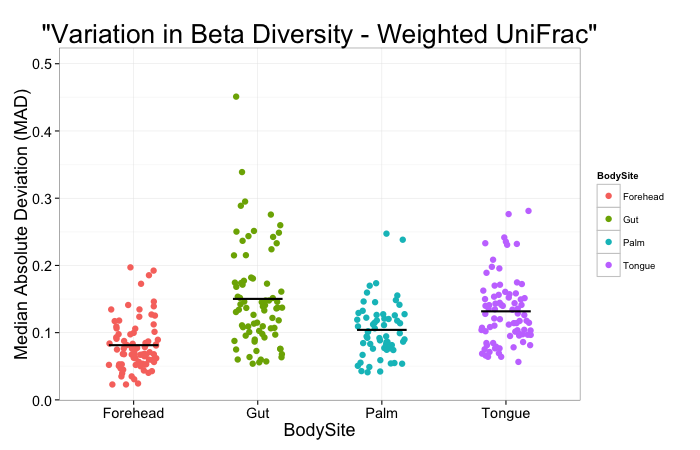 "Variation in Beta Diversity - Weighted UniFrac"
Median Absolute Deviation (MAD)
0.5
0.4
0.3
0.2
0.1
0.0
Forehead Gut Palm Tongue
BodySite
BodySite
Forehead
Gut
Palm
Tongue